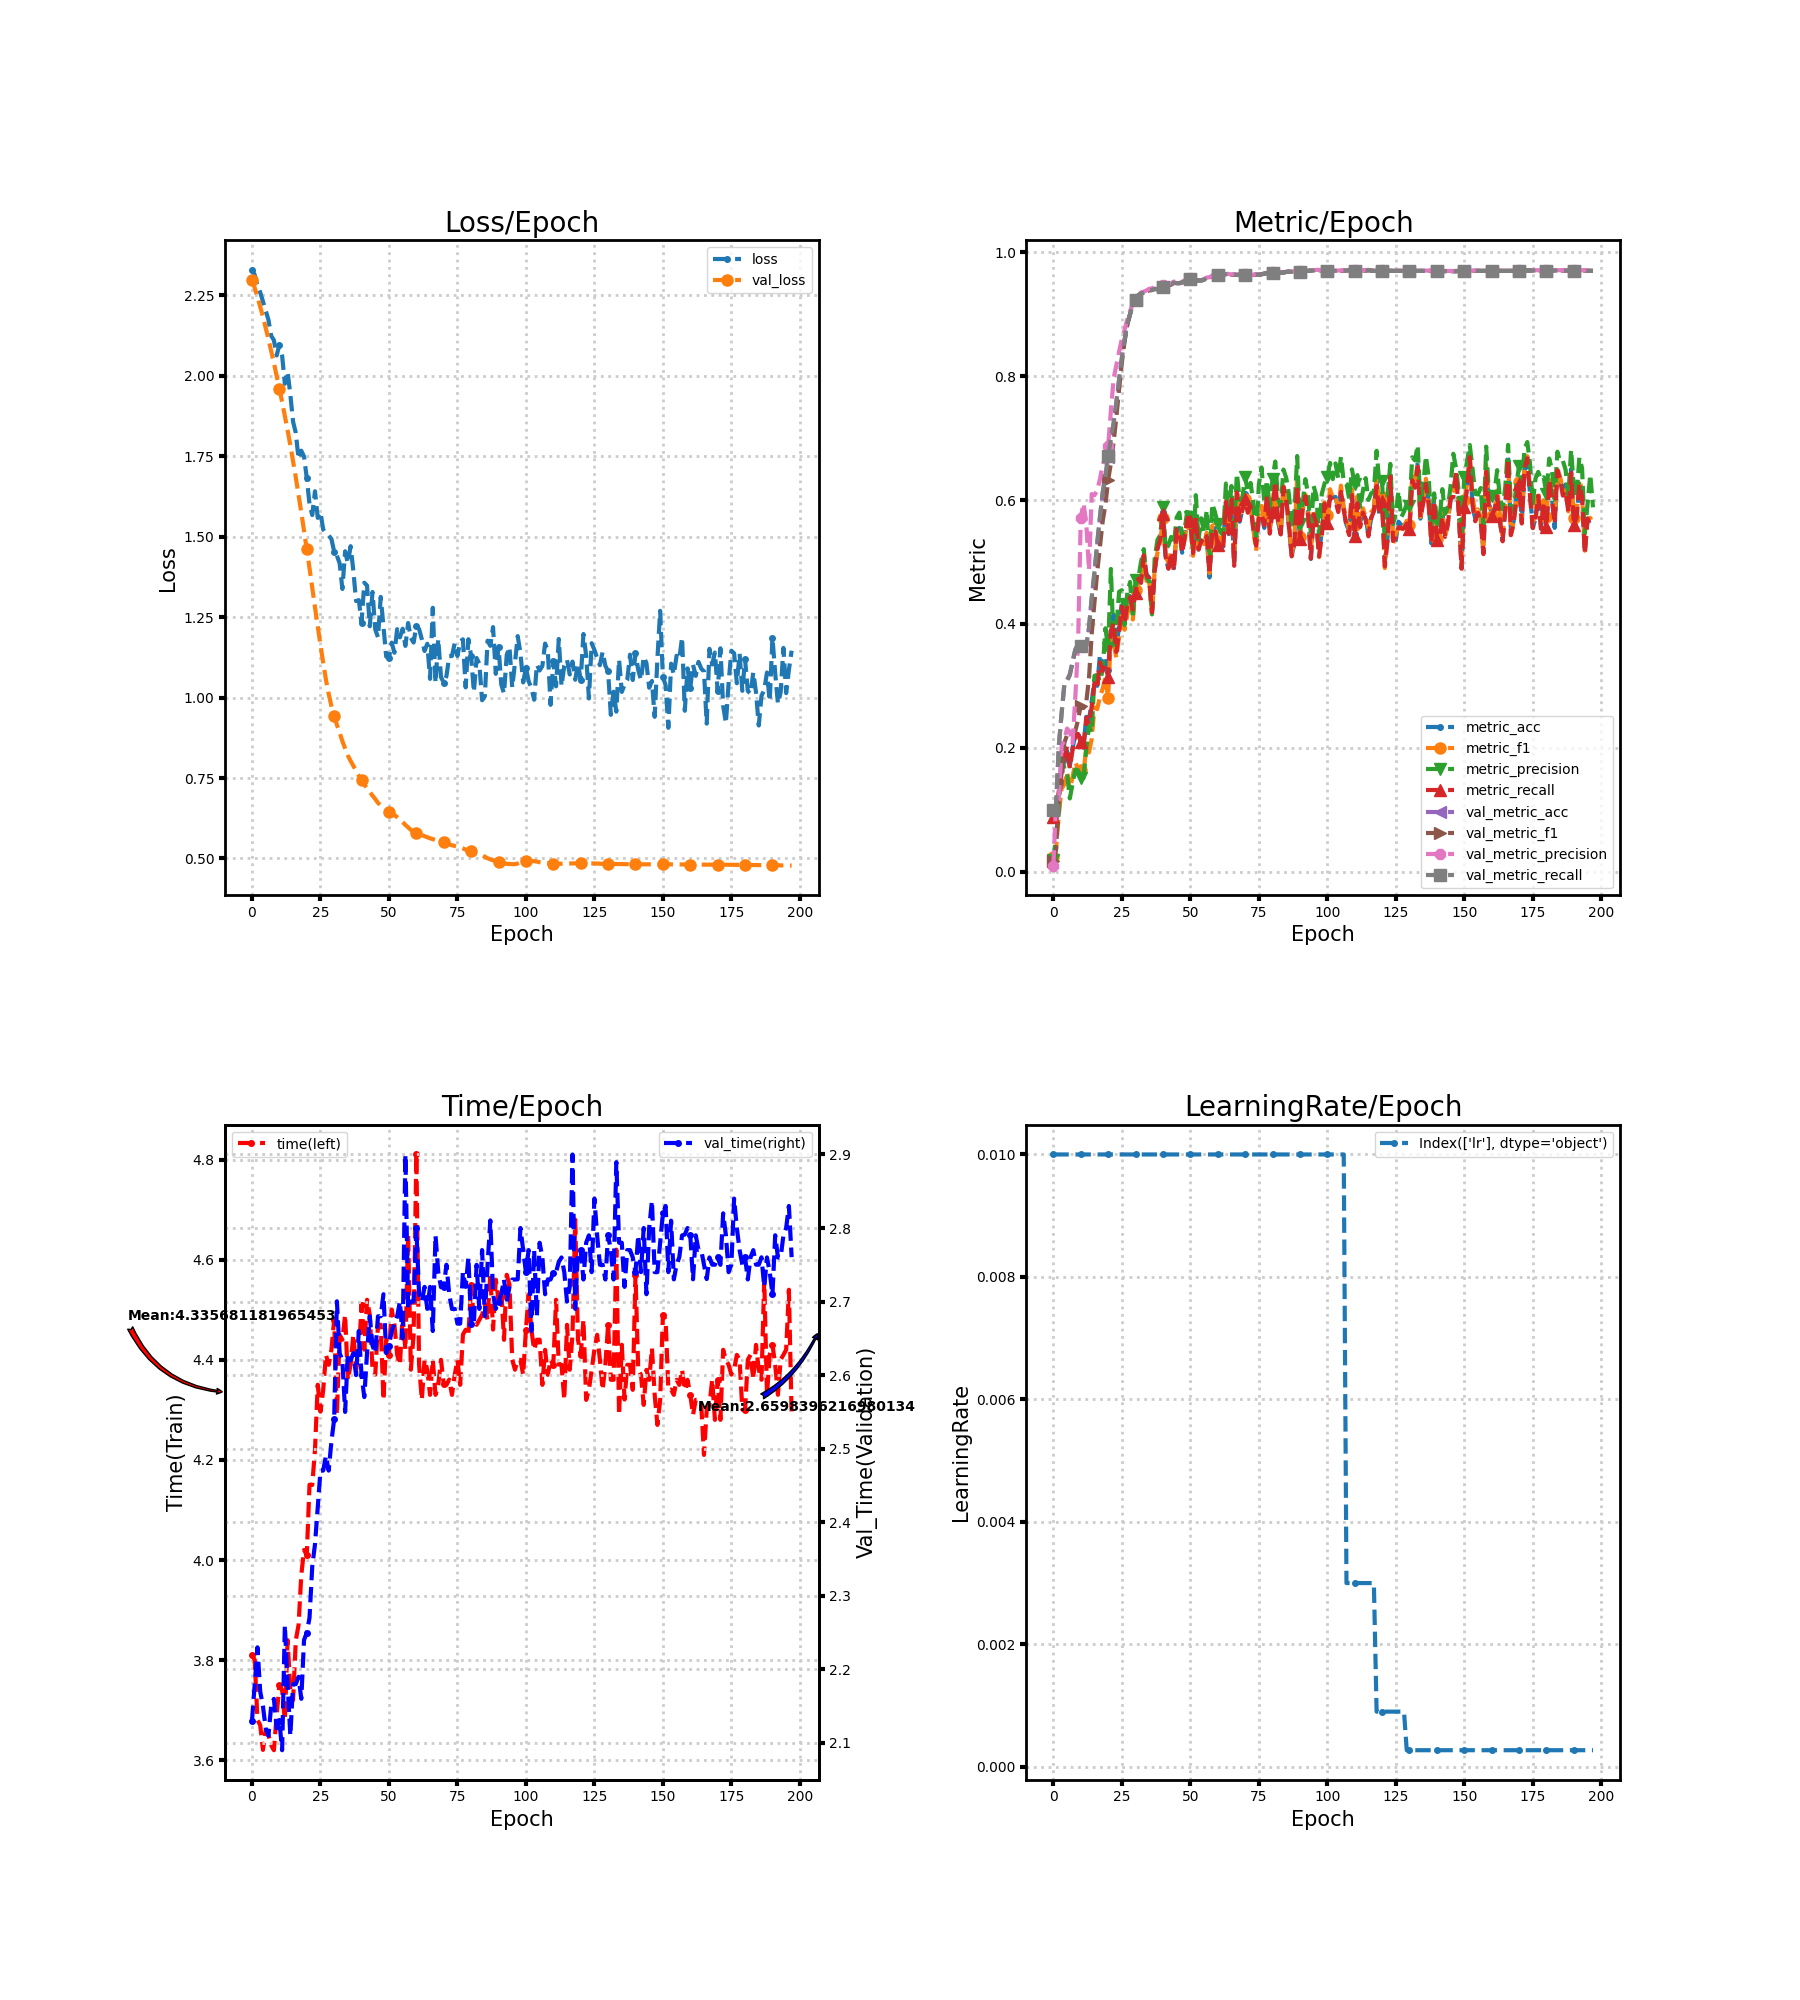 Loss/Epoch
loss
val_loss
2.25
2.00
1.75
1.50
1.25
1.00
0.75
0.50
Loss
0 25 50 75 100 125 150 175 200
Epoch
Metric/Epoch
1.0
0.8
0.6
0.4
0.2
0.0
Metric
metric_acc
metric_f1
metric_precision
metric_recall
val_metric_acc
val_metric_f1
val_metric_precision
val_metric_recall
0 25 50 75 100 125 150 175 200
Epoch
Time/Epoch
time(left)
val_time(right)
4.8
4.6
4.4
4.2
4.0
3.8
3.6
Time(Train)
Mean:4.335681181965453
Mean:2.6598396216980134
2.9
2.8
2.7
2.6
2.5
2.4
2.3
2.2
2.1
Val_Time(Validation)
0 25 50 75 100 125 150 175 200
Epoch
LearningRate/Epoch
Index(['lr'], dtype='object')
0.010
0.008
0.006
0.004
0.002
0.000
LearningRate
0 25 50 75 100 125 150 175 200
Epoch